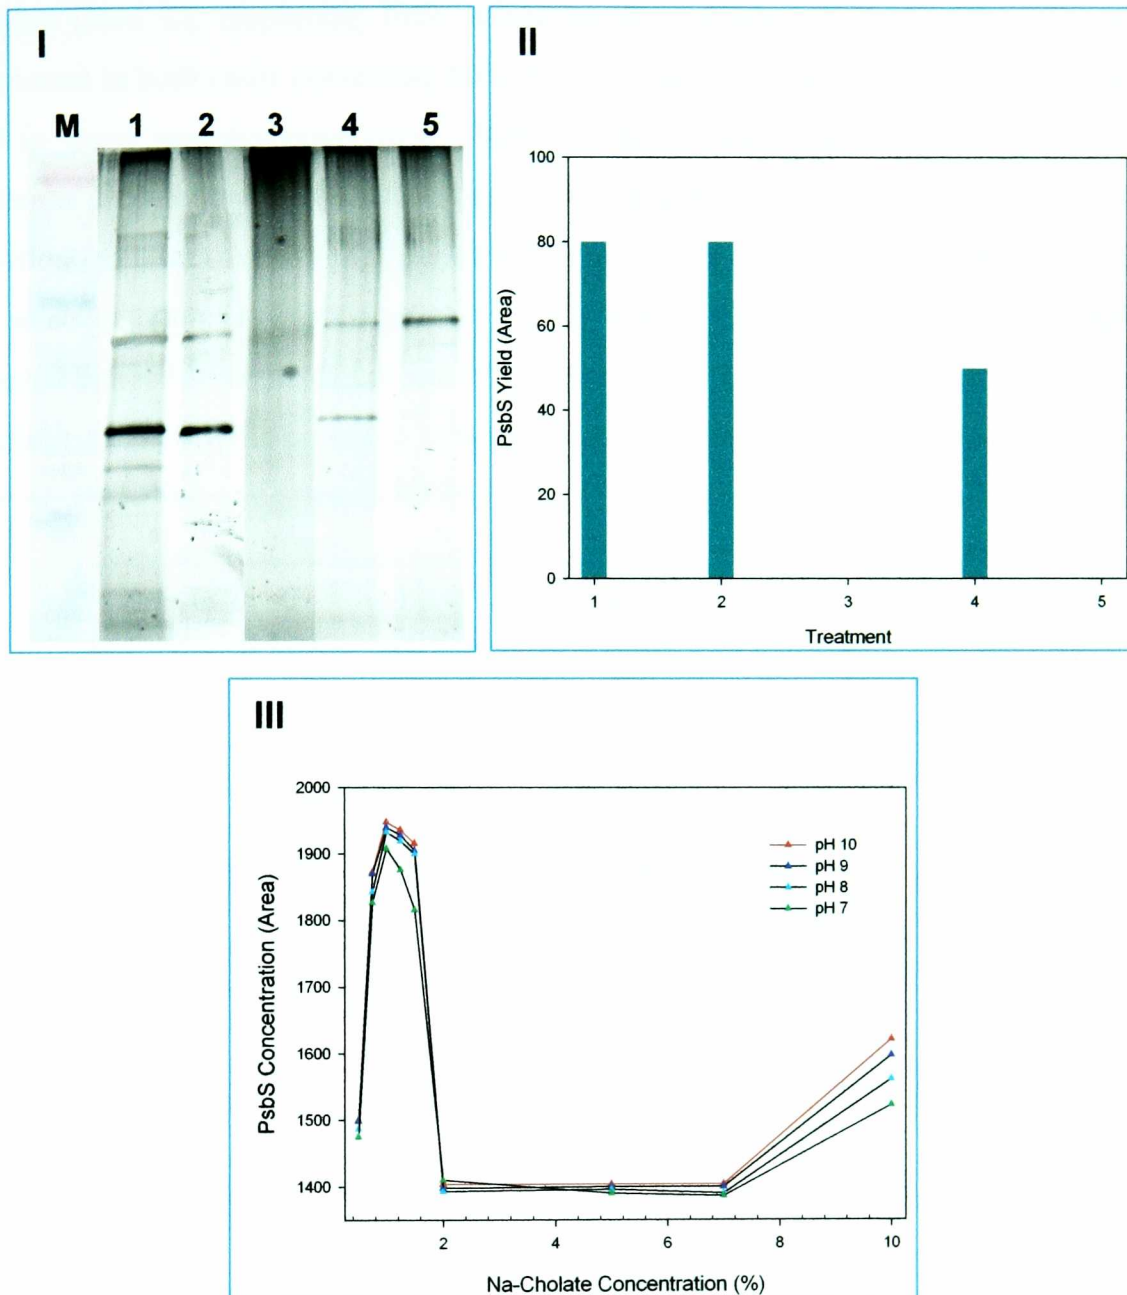 I
M 1 2 3 4 5
II
100
80
60
40
20
0
PsbS Yield (Area)
1 2 3 4 5
Treatment
III
2000
1900
1800
1700
1600
1500
1400
PsbS Concentration (Area)
pH 10
pH 9
pH 8
pH 7
2 4 6 8 10
Na-Cholate Concentration (%)